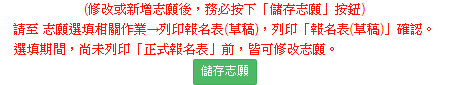 (修改或新增志願後，務必按下「儲存志願」按鈕)
請至 志願選填相關作業→列印報名表(草稿)，列印「報名表(草稿)」確認。
選填期間，尚未列印「正式報名表」前，皆可修改志願。
儲存志願